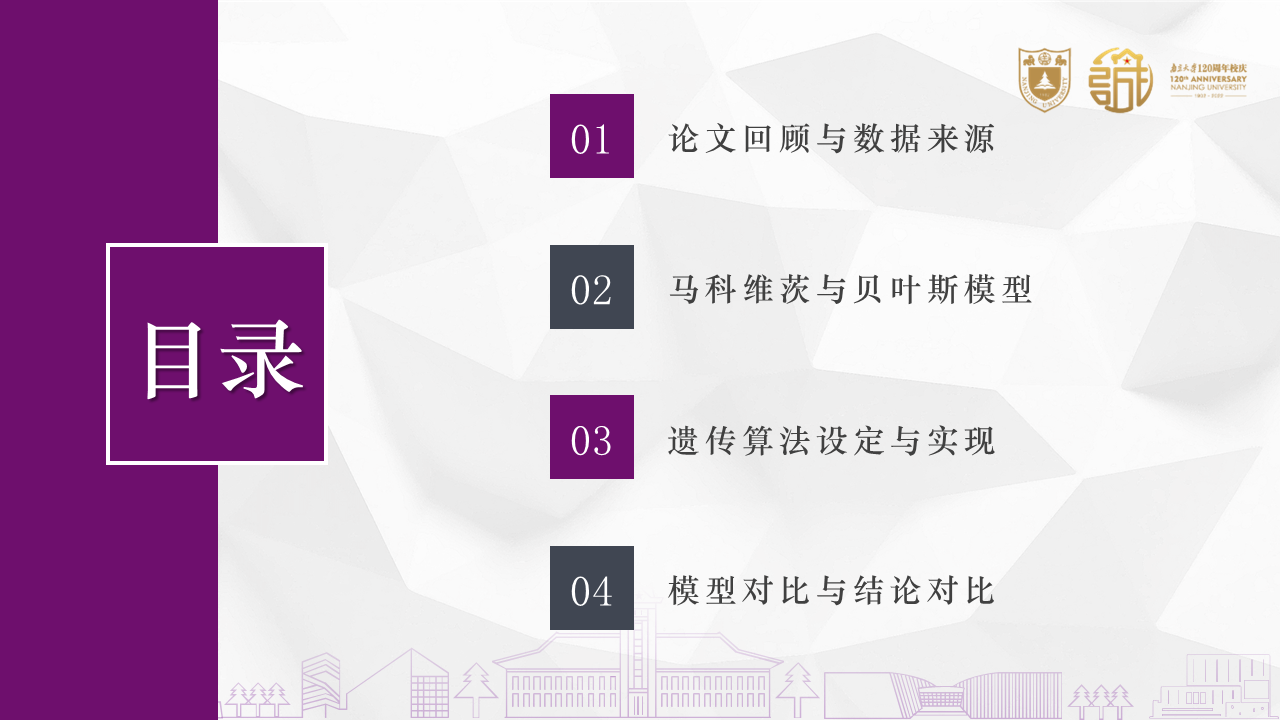 目录
01 论文回顾与数据来源
02 马科维茨与贝叶斯模型
03 遗传算法设定与实现
04 模型对比与结论对比
NANJING UNIVERSITY
南京大学120周年校庆
120th ANNIVERSARY
NANJING UNIVERSITY
1902 - 2022